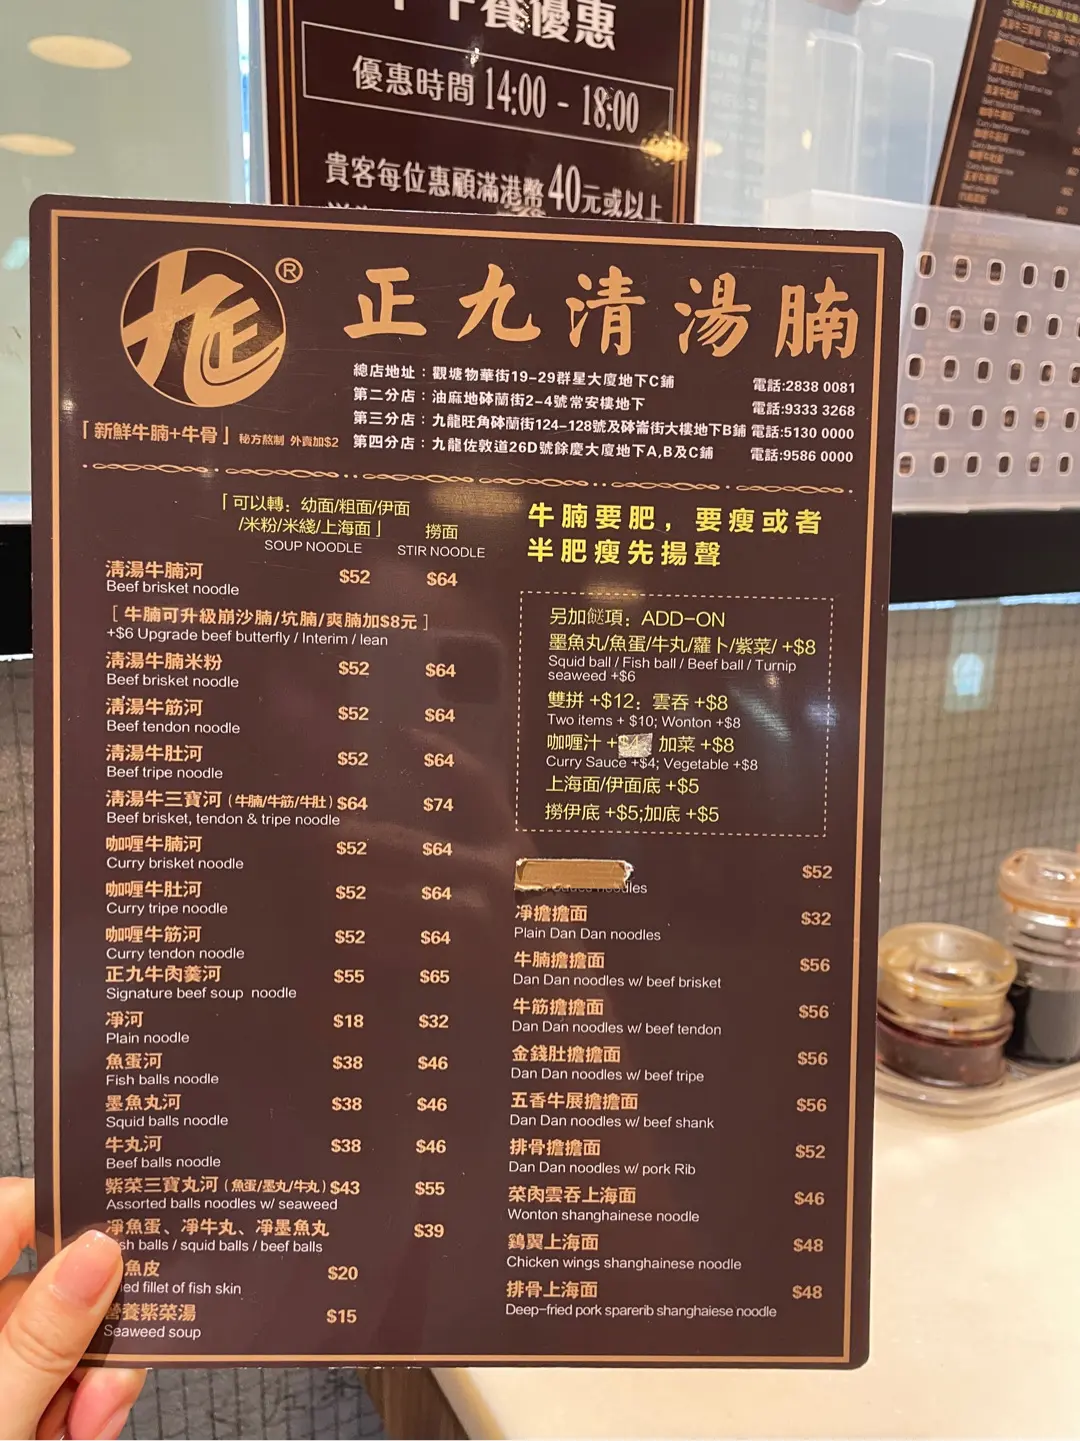 下午餐優惠
優惠時間 14:00 - 18:00
貴客每位惠顧滿港幣40元或以上
正九清湯腩
®
總店地址：觀塘物華街19-29群星大廈地下C鋪 電話:2838 0081
第二分店：油麻地砵蘭街2-4號常安樓地下 電話:9333 3268
第三分店：九龍旺角砵蘭街124-128號及砵崙街大樓地下B鋪 電話:5130 0000
第四分店：九龍佐敦道26D號餘慶大廈地下A,B及C鋪 電話:9586 0000
「新鮮牛腩+牛骨」秘方熬制 外賣加$2
「可以轉：幼面/粗面/伊面
/米粉/米綫/上海面」 撈面
SOUP NOODLE STIR NOODLE
清湯牛腩河 $52 $64
Beef brisket noodle
[ 牛腩可升級崩沙腩/坑腩/爽腩加$8元 ]
+$6 Upgrade beef butterfly / Interim / lean
清湯牛腩米粉 $52 $64
Beef brisket noodle
清湯牛筋河 $52 $64
Beef tendon noodle
清湯牛肚河 $52 $64
Beef tripe noodle
清湯牛三寶河（牛腩/牛筋/牛肚）$64 $74
Beef brisket, tendon & tripe noodle
咖喱牛腩河 $52 $64
Curry brisket noodle
咖喱牛肚河 $52 $64
Curry tripe noodle
咖喱牛筋河 $52 $64
Curry tendon noodle
正九牛肉羹河 $55 $65
Signature beef soup noodle
凈河 $18 $32
Plain noodle
魚蛋河 $38 $46
Fish balls noodle
墨魚丸河 $38 $46
Squid balls noodle
牛丸河 $38 $46
Beef balls noodle
紫菜三寶丸河（魚蛋/墨丸/牛丸）$43 $55
Assorted balls noodles w/ seaweed
凈魚蛋、凈牛丸、凈墨魚丸 $39
sh balls / squid balls / beef balls
魚皮 $20
ed fillet of fish skin
營養紫菜湯 $15
Seaweed soup
牛腩要肥，要瘦或者
半肥瘦先揚聲
另加餸項：ADD-ON
墨魚丸/魚蛋/牛丸/蘿卜/紫菜/ +$8
Squid ball / Fish ball / Beef ball / Turnip
seaweed +$6
雙拼 +$12：雲吞 +$8
Two items + $10; Wonton +$8
咖喱汁 +$4 加菜 +$8
Curry Sauce +$4; Vegetable +$8
上海面/伊面底 +$5
撈伊底 +$5;加底 +$5
$52
凈擔擔面 $32
Plain Dan Dan noodles
牛腩擔擔面 $56
Dan Dan noodles w/ beef brisket
牛筋擔擔面 $56
Dan Dan noodles w/ beef tendon
金錢肚擔擔面 $56
Dan Dan noodles w/ beef tripe
五香牛展擔擔面 $56
Dan Dan noodles w/ beef shank
排骨擔擔面 $52
Dan Dan noodles w/ pork Rib
菜肉雲吞上海面 $46
Wonton shanghainese noodle
鷄翼上海面 $48
Chicken wings shanghainese noodle
排骨上海面 $48
Deep-fried pork sparerib shanghaiese noodle